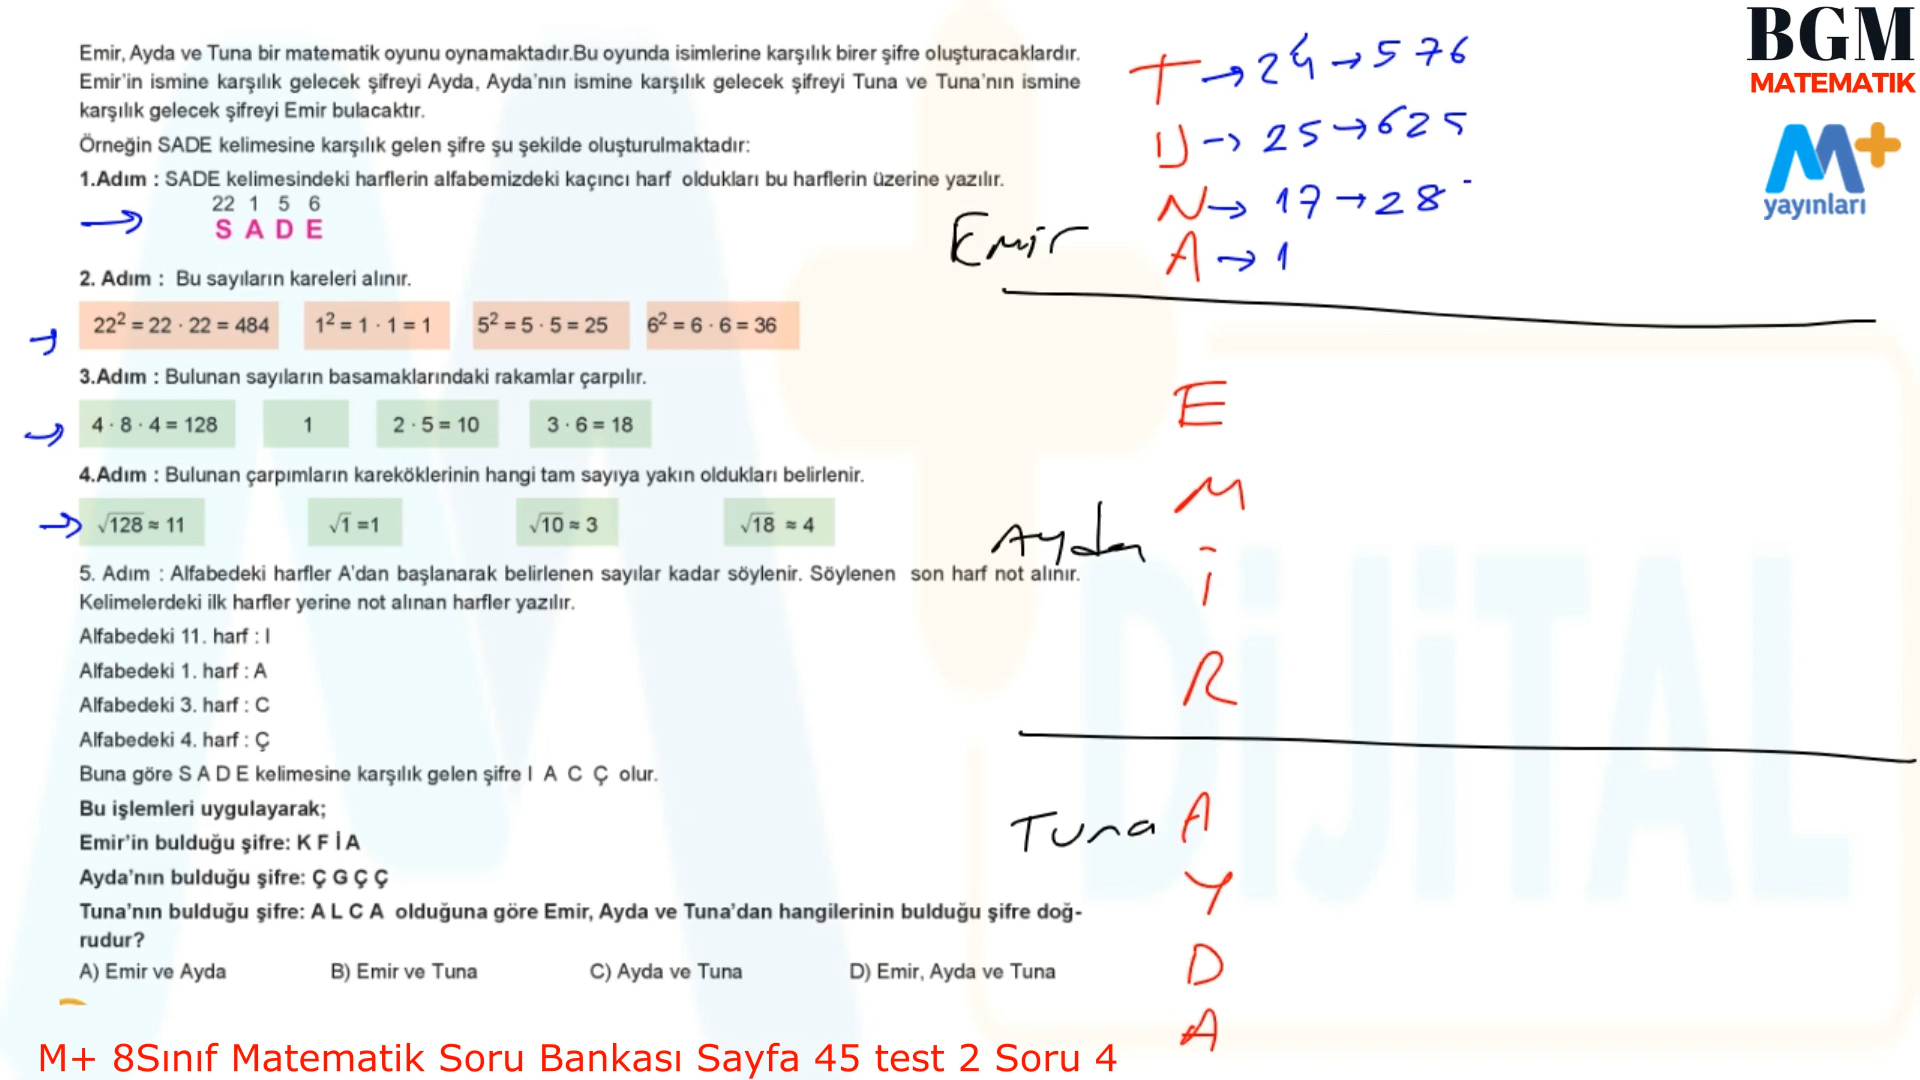 Emir, Ayda ve Tuna bir matematik oyunu oynamaktadır.Bu oyunda isimlerine karşılık birer şifre oluşturacaklardır.
Emir'in ismine karşılık gelecek şifreyi Ayda, Ayda'nın ismine karşılık gelecek şifreyi Tuna ve Tuna'nın ismine
karşılık gelecek şifreyi Emir bulacaktır.
Örneğin SADE kelimesine karşılık gelen şifre şu şekilde oluşturulmaktadır:
1.Adım : SADE kelimesindeki harflerin alfabemizdeki kaçıncı harf oldukları bu harflerin üzerine yazılır.
22 1 5 6
S A D E
2. Adım : Bu sayıların kareleri alınır.
22² = 22 · 22 = 484 1² = 1 · 1 = 1 5² = 5 · 5 = 25 6² = 6 · 6 = 36
3.Adım : Bulunan sayıların basamaklarındaki rakamlar çarpılır.
4 · 8 · 4 = 128 1 2 · 5 = 10 3 · 6 = 18
4.Adım : Bulunan çarpımların kareköklerinin hangi tam sayıya yakın oldukları belirlenir.
√128 ≈ 11 √1 =1 √10 ≈ 3 √18 ≈ 4
5. Adım : Alfabedeki harfler A'dan başlanarak belirlenen sayılar kadar söylenir. Söylenen son harf not alınır.
Kelimelerdeki ilk harfler yerine not alınan harfler yazılır.
Alfabedeki 11. harf : I
Alfabedeki 1. harf : A
Alfabedeki 3. harf : C
Alfabedeki 4. harf : Ç
Buna göre S A D E kelimesine karşılık gelen şifre I A C Ç olur.
Bu işlemleri uygulayarak;
Emir'in bulduğu şifre: K F İ A
Ayda'nın bulduğu şifre: Ç G Ç Ç
Tuna'nın bulduğu şifre: A L C A olduğuna göre Emir, Ayda ve Tuna'dan hangilerinin bulduğu şifre doğ-
rudur?
A) Emir ve Ayda B) Emir ve Tuna C) Ayda ve Tuna D) Emir, Ayda ve Tuna
M+ 8Sınıf Matematik Soru Bankası Sayfa 45 test 2 Soru 4
T → 24 → 576
U → 25 → 625
N → 17 → 28
A → 1
Emir
E
M
İ
R
Ayda
Tuna
A
Y
D
A
BGM
MATEMATIK
M+
yayınları
DİJİTAL